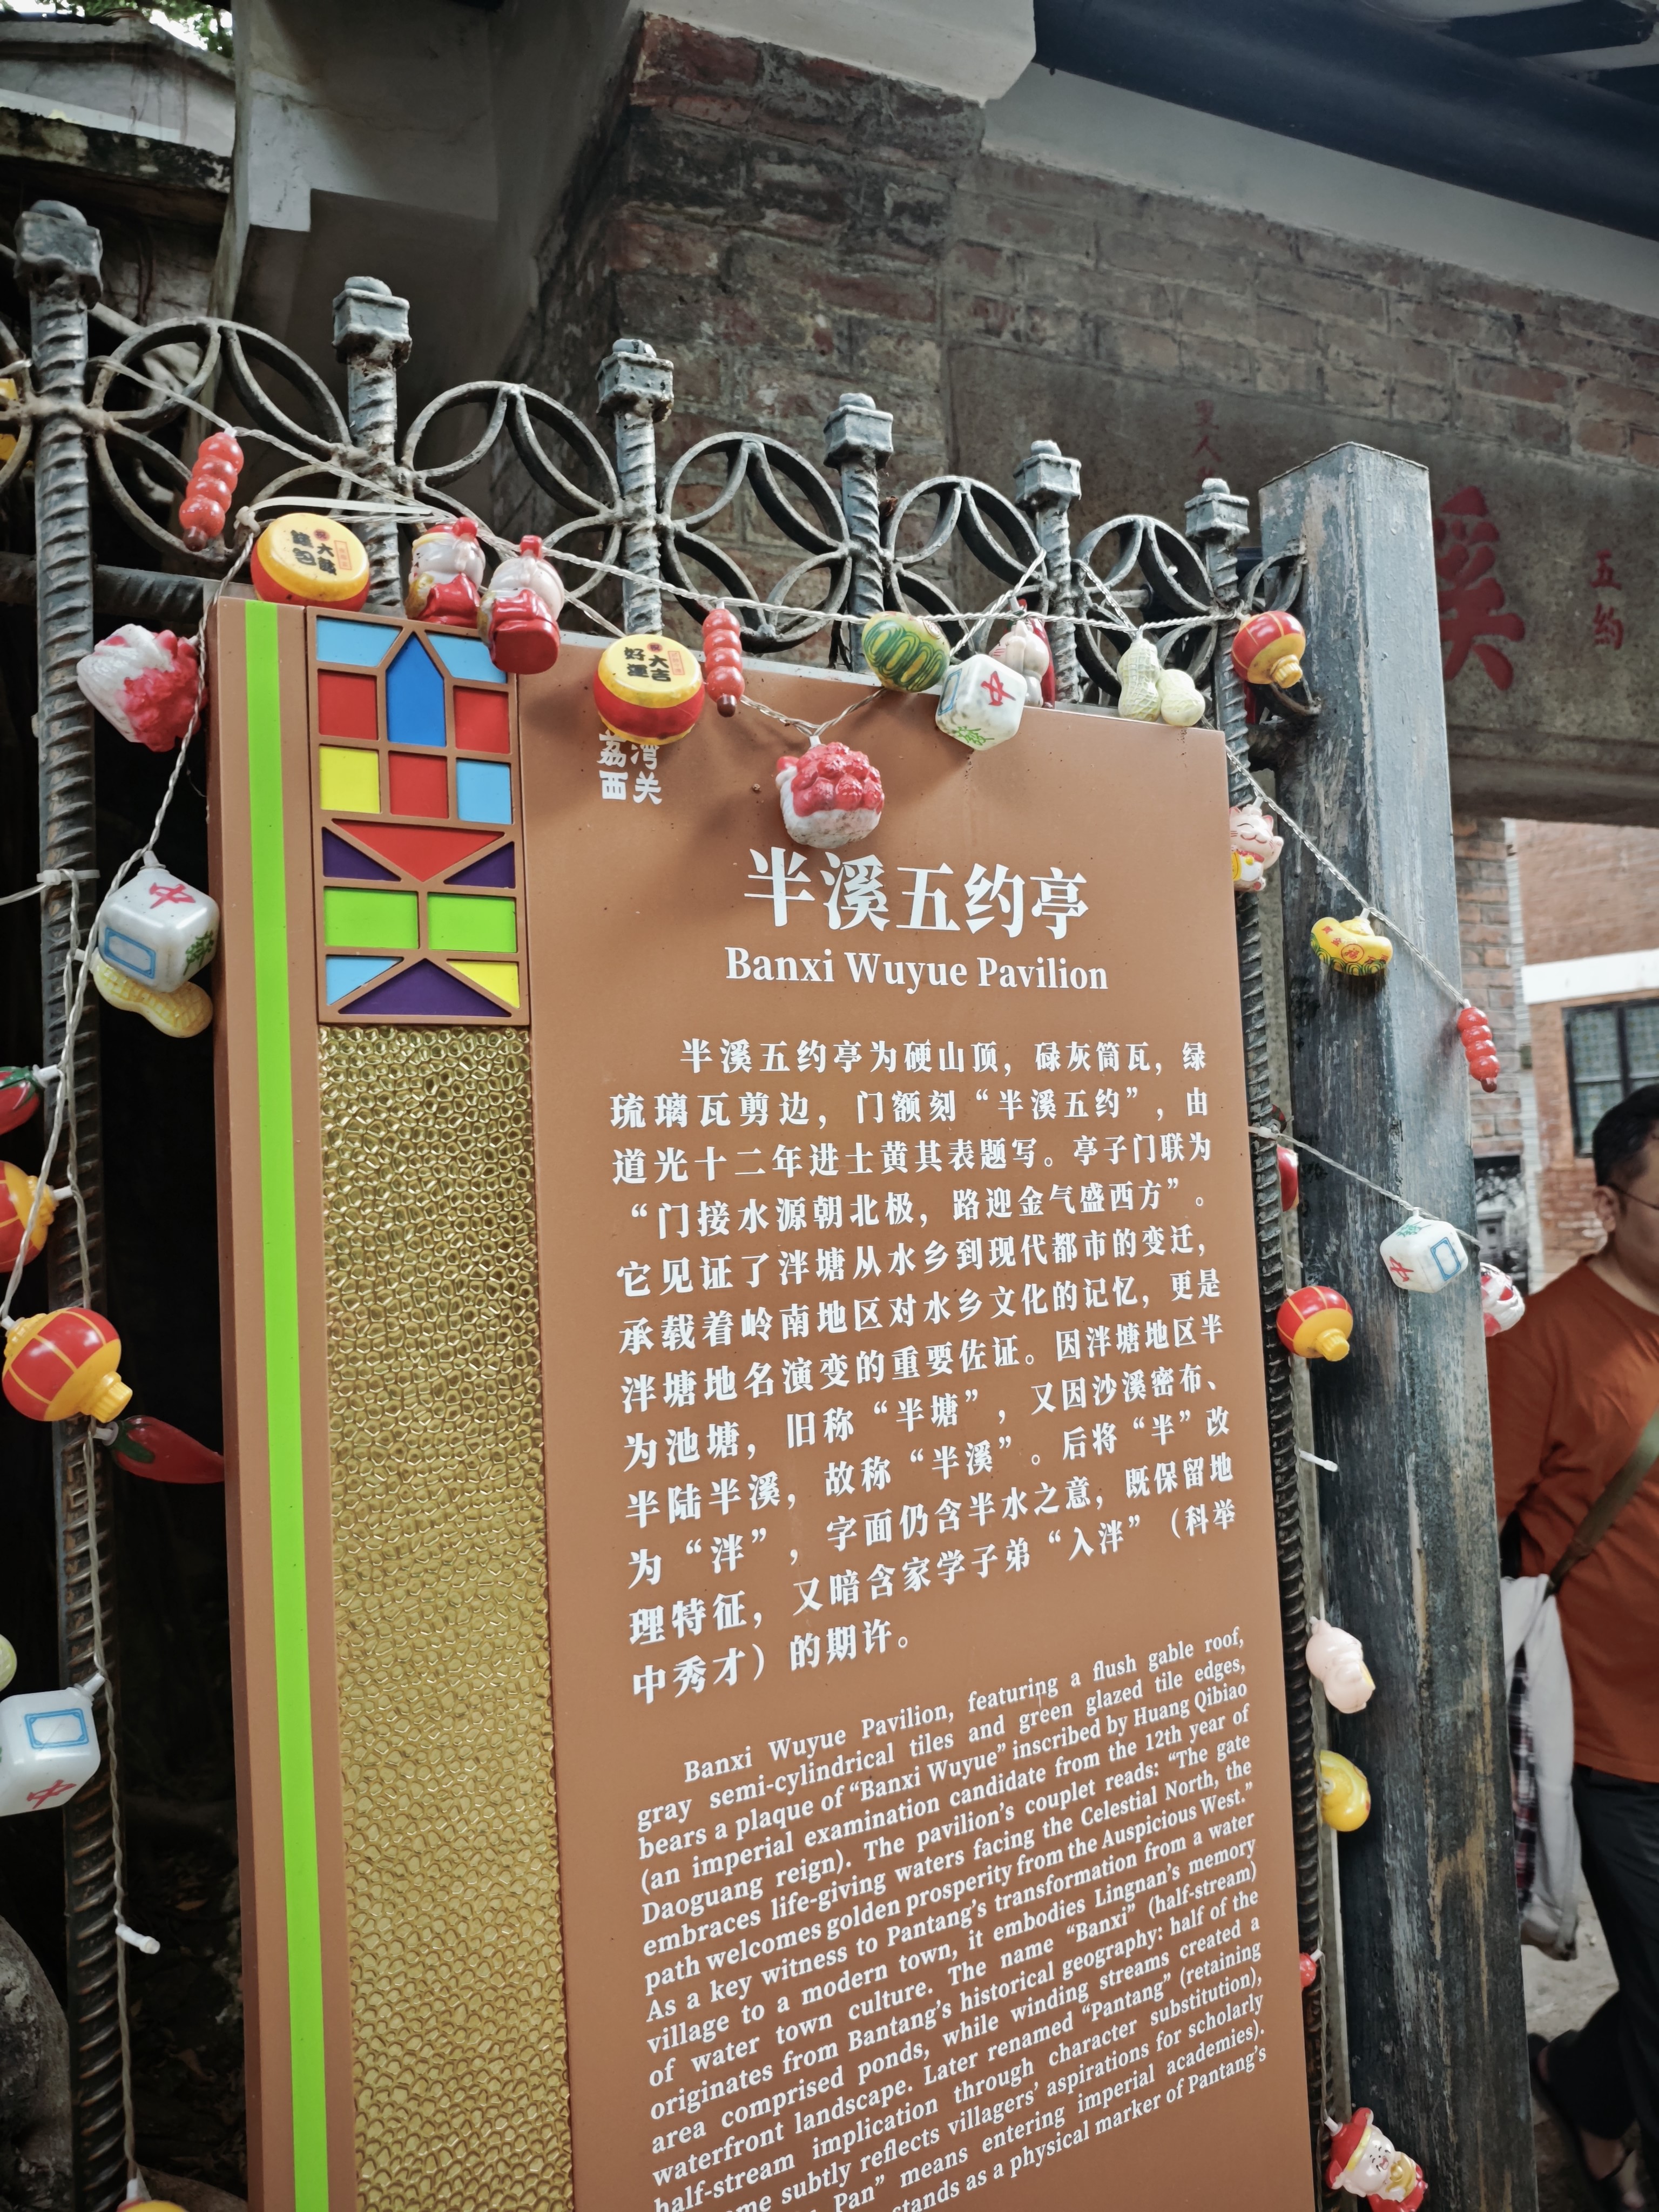 溪
五约
大鼓
大吉
好運
中
中
中
中
荔湾
西关
半溪五约亭
Banxi Wuyue Pavilion
半溪五约亭为硬山顶，碌灰筒瓦，绿
琉璃瓦剪边，门额刻“半溪五约”，由
道光十二年进士黄其表题写。亭子门联为
“门接水源朝北极，路迎金气盛西方”。
它见证了泮塘从水乡到现代都市的变迁，
承载着岭南地区对水乡文化的记忆，更是
泮塘地名演变的重要佐证。因泮塘地区半
为池塘，旧称“半塘”，又因沙溪密布、
半陆半溪，故称“半溪”。后将“半”改
为“泮”，字面仍含半水之意，既保留地
理特征，又暗含家学子弟“入泮”（科举
中秀才）的期许。
Banxi Wuyue Pavilion, featuring a flush gable roof,
gray semi-cylindrical tiles and green glazed tile edges,
bears a plaque of “Banxi Wuyue” inscribed by Huang Qibiao
(an imperial examination candidate from the 12th year of
Daoguang reign). The pavilion’s couplet reads: “The gate
embraces life-giving waters facing the Celestial North, the
path welcomes golden prosperity from the Auspicious West.”
As a key witness to Pantang’s transformation from a water
village to a modern town, it embodies Lingnan’s memory
of water town culture. The name “Banxi” (half-stream)
originates from Bantang’s historical geography: half of the
area comprised ponds, while winding streams created a
waterfront landscape. Later renamed “Pantang” (retaining
half-stream implication through character substitution),
subtly reflects villagers’ aspirations for scholarly
Pan” means entering imperial academies).
stands as a physical marker of Pantang’s